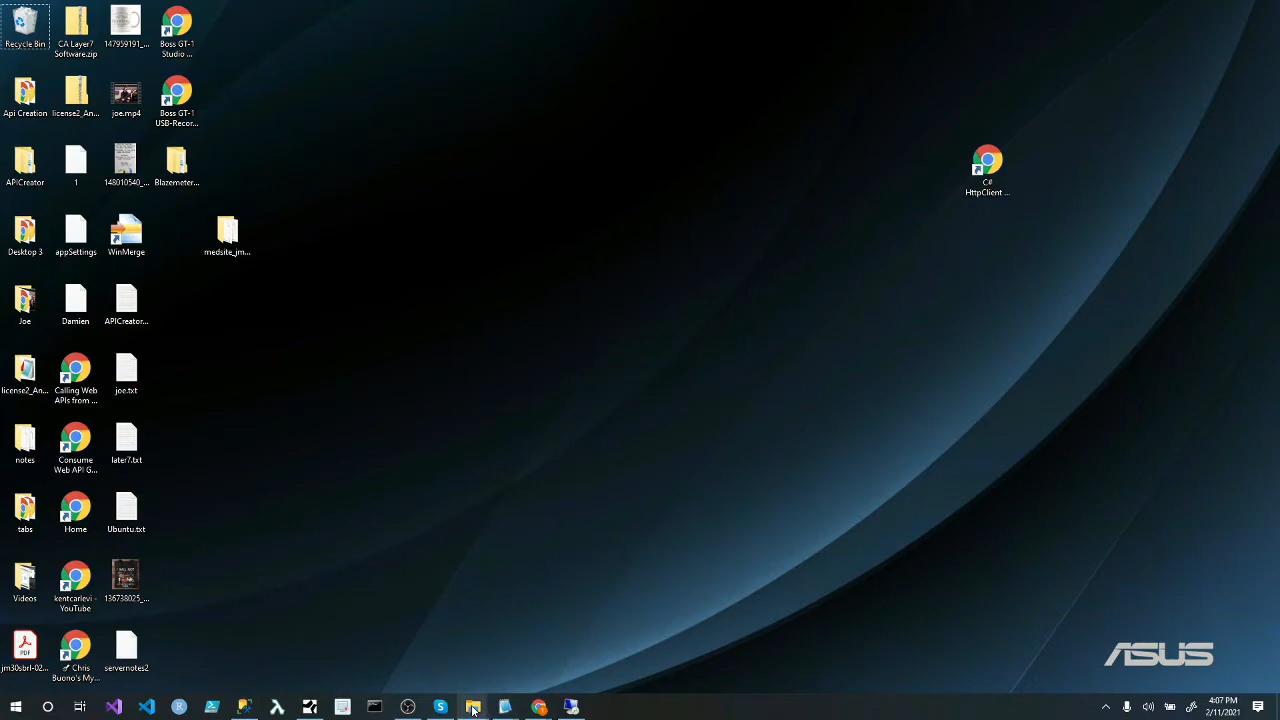 Recycle Bin
CA Layer7
Software.zip
147959191_...
Boss GT-1
Studio ...
Api Creation
license2_An...
joe.mp4
Boss GT-1
USB-Recor...
APICreator
1
148010540_...
Blazemeter...
C#
HttpClient ...
Desktop 3
appSettings
WinMerge
medsite_jm...
Joe
Damien
APICreator...
license2_An...
Calling Web
APIs from ...
joe.txt
notes
Consume
Web API G...
later7.txt
tabs
Home
Ubuntu.txt
Videos
kentcarlevi -
YouTube
136738025_...
PDF
jm30sbrl-02...
Chris
Buono's My...
servernotes2
ASUS
4:07 PM
2/11/2021